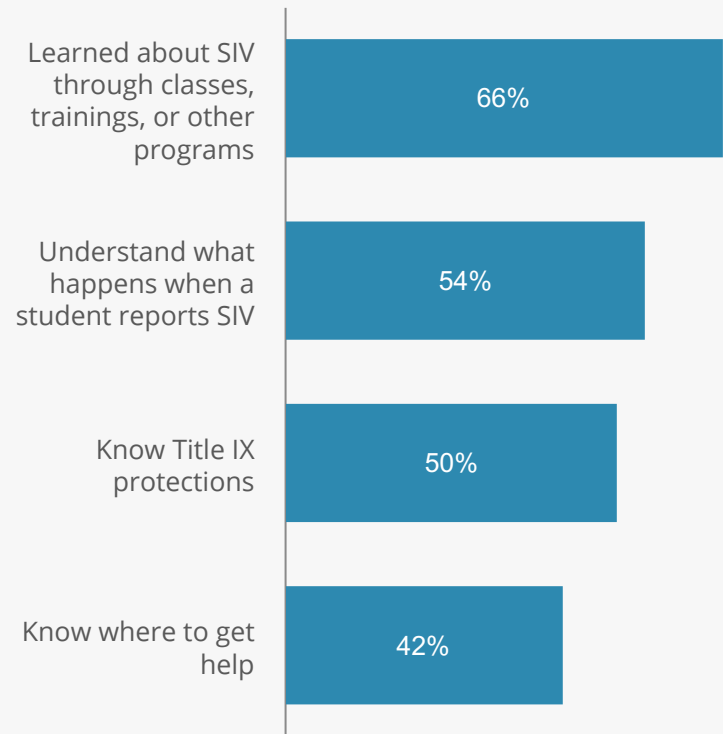 Learned about SIV
through classes,
trainings, or other
programs
66%
Understand what
happens when a
student reports SIV
54%
Know Title IX
protections
50%
Know where to get
help
42%